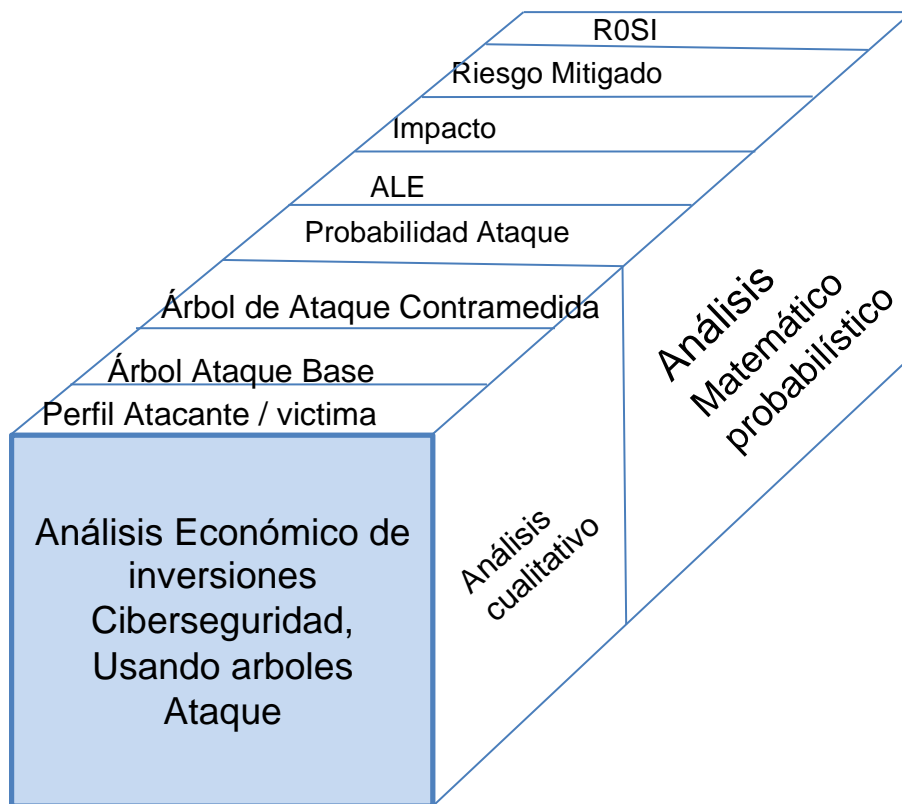 R0SI
Riesgo Mitigado
Impacto
ALE
Probabilidad Ataque
Árbol de Ataque Contramedida
Árbol Ataque Base
Perfil Atacante / victima
Análisis Económico de
inversiones
Ciberseguridad,
Usando arboles
Ataque
Análisis
cualitativo
Análisis
Matemático
probabilístico